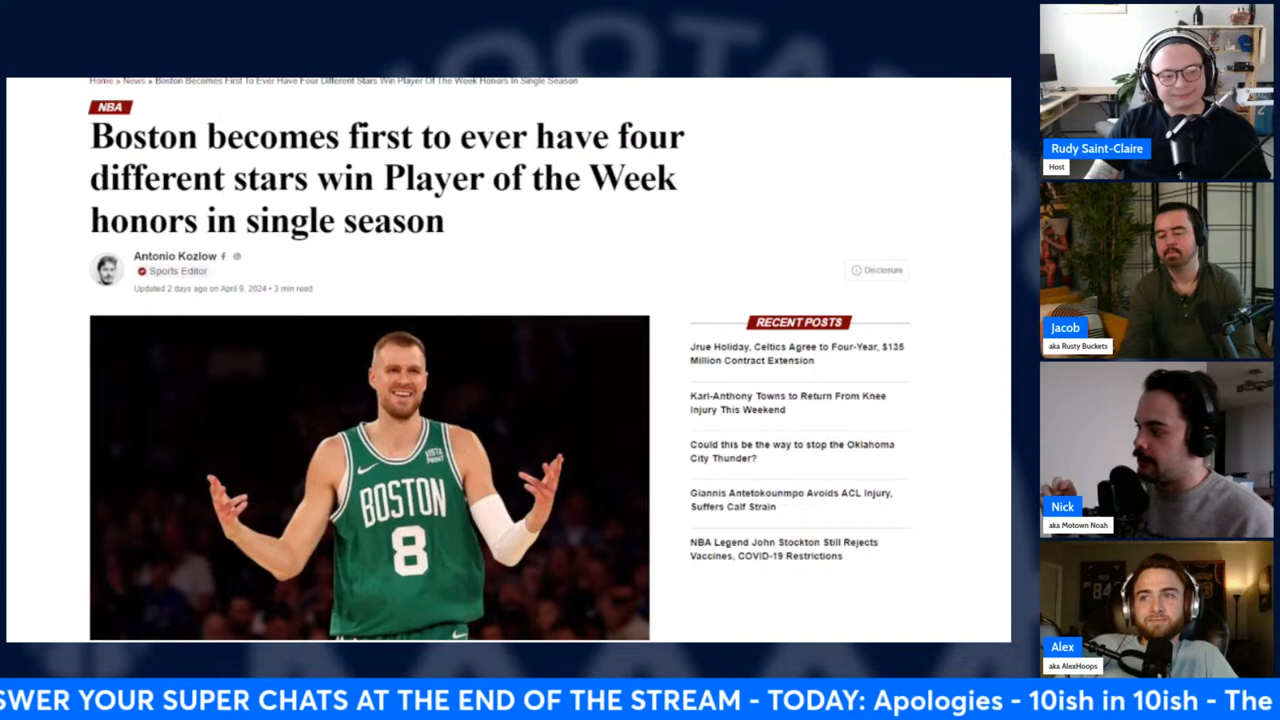 Home » News » Boston Becomes First To Ever Have Four Different Stars Win Player Of The Week Honors In Single Season
NBA
Boston becomes first to ever have four
different stars win Player of the Week
honors in single season
Antonio Kozlow
Sports Editor
Updated 2 days ago on April 9, 2024 • 3 min read
Disclosure
VISTA
PRINT
BOSTON
8
RECENT POSTS
Jrue Holiday, Celtics Agree to Four-Year, $135
Million Contract Extension
Karl-Anthony Towns to Return From Knee
Injury This Weekend
Could this be the way to stop the Oklahoma
City Thunder?
Giannis Antetokounmpo Avoids ACL Injury,
Suffers Calf Strain
NBA Legend John Stockton Still Rejects
Vaccines, COVID-19 Restrictions
Rudy Saint-Claire
Host
Jacob
aka Rusty Buckets
Nick
aka Motown Noah
84
Alex
aka AlexHoops
SWER YOUR SUPER CHATS AT THE END OF THE STREAM - TODAY: Apologies - 10ish in 10ish - The